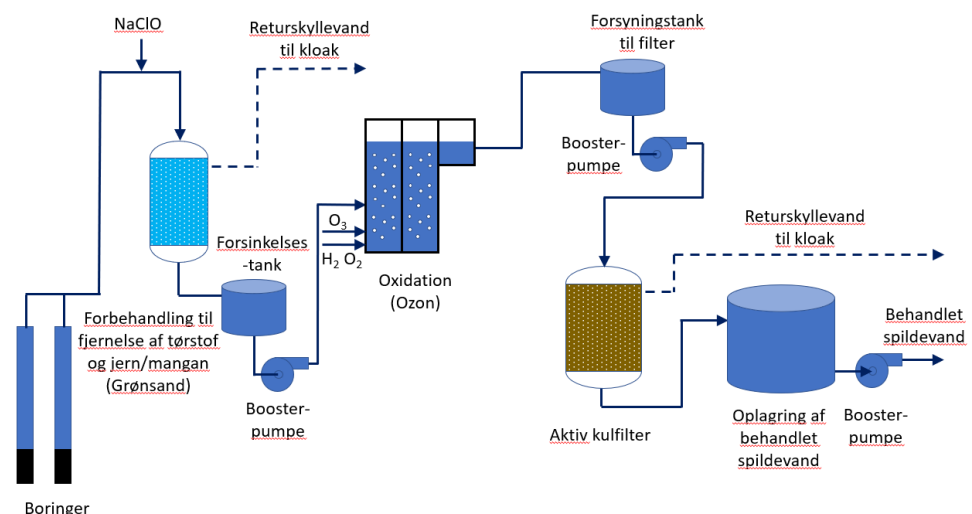 NaClO
Returskyllevand
til kloak
Forsyningstank
til filter
Booster-
pumpe
O3
H2 O2
Forsinkelses
-tank
Oxidation
(Ozon)
Returskyllevand
til kloak
Forbehandling til
fjernelse af tørstof
og jern/mangan
(Grønsand)
Booster-
pumpe
Behandlet
spildevand
Aktiv kulfilter
Oplagring af
behandlet
spildevand
Booster-
pumpe
Boringer